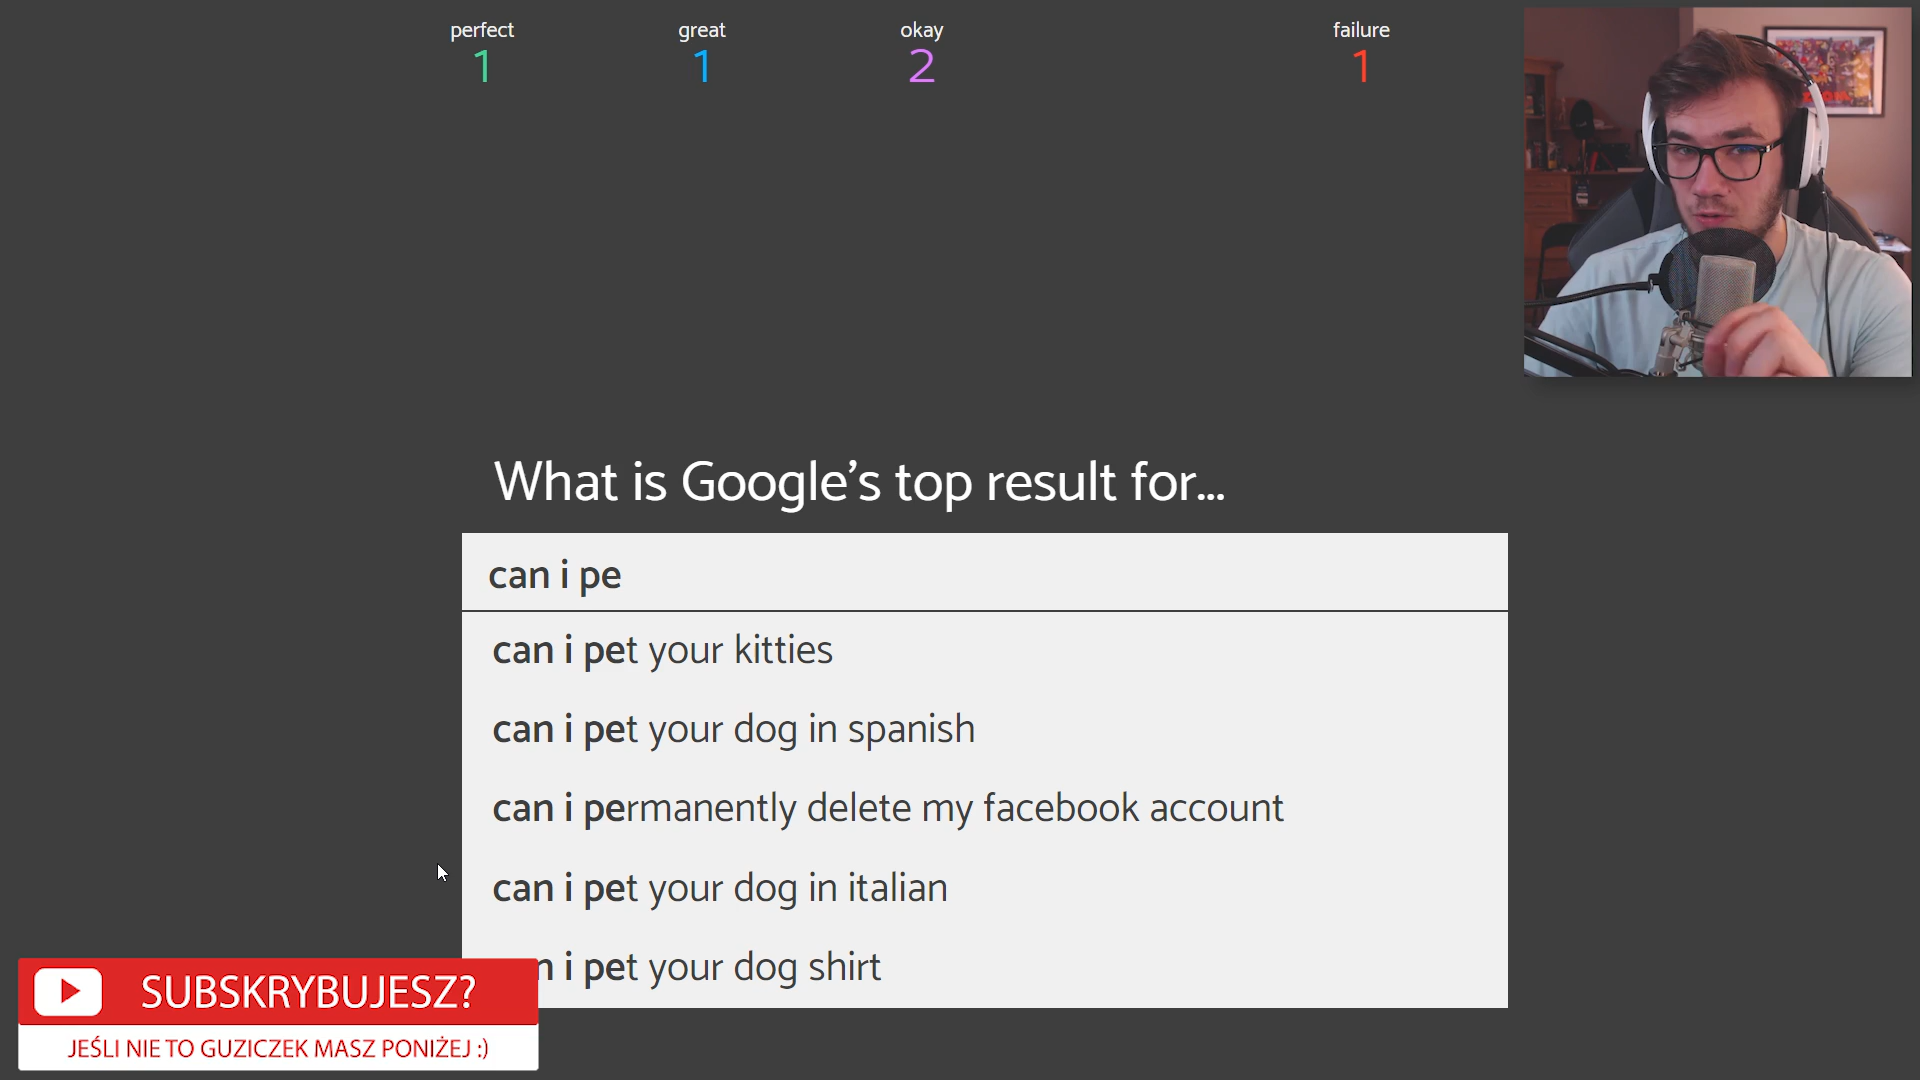 perfect
1
great
1
okay
2
failure
1
What is Google's top result for...
can i pe
can i pet your kitties
can i pet your dog in spanish
can i permanently delete my facebook account
can i pet your dog in italian
n i pet your dog shirt
SUBSKRYBUJESZ?
JEŚLI NIE TO GUZICZEK MASZ PONIŻEJ :)